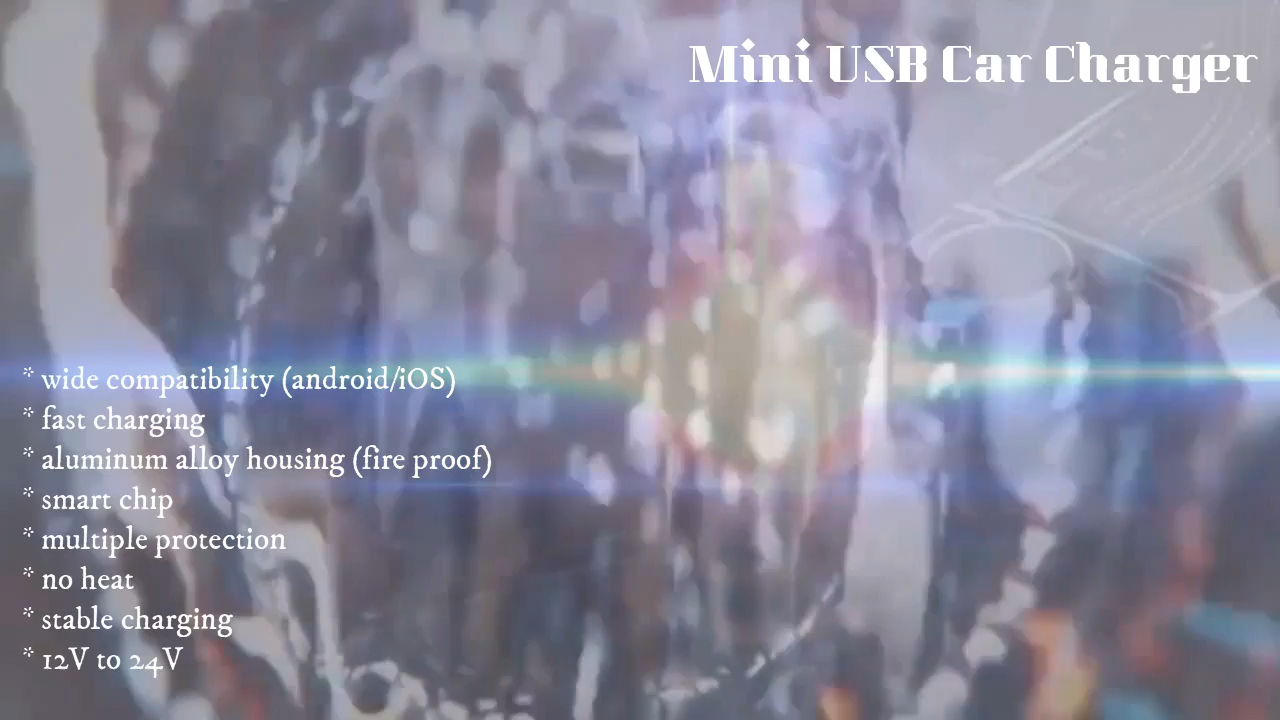 Mini USB Car Charger
* wide compatibility (android/iOS)
* fast charging
* aluminum alloy housing (fire proof)
* smart chip
* multiple protection
* no heat
* stable charging
* 12V to 24V